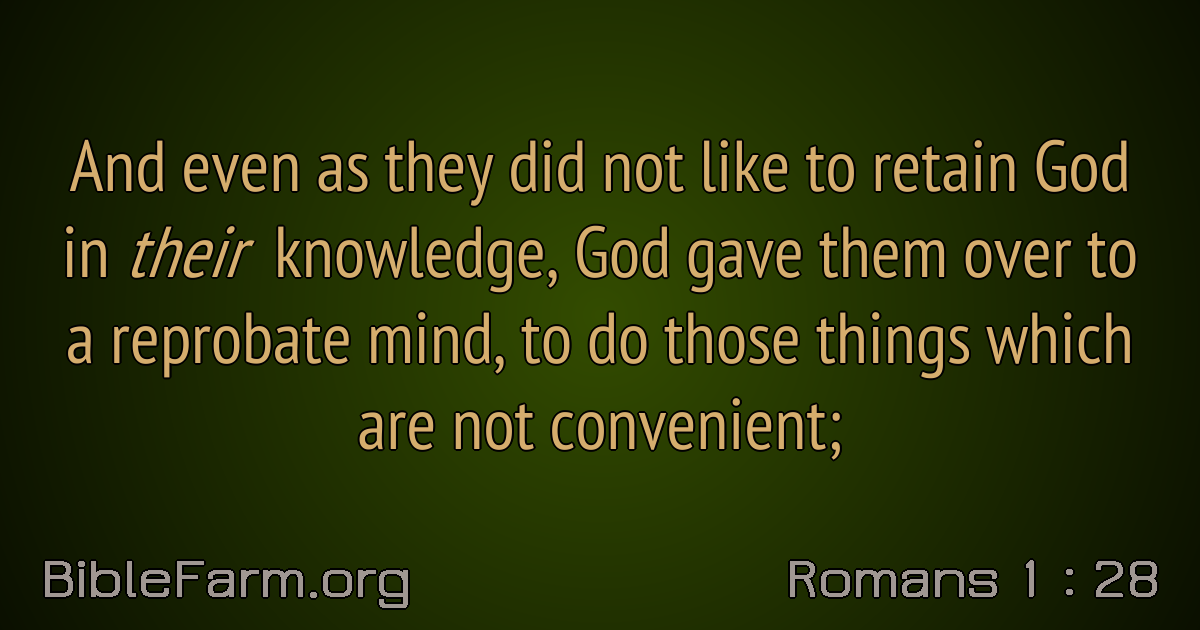 And even as they did not like to retain God
in their knowledge, God gave them over to
a reprobate mind, to do those things which
are not convenient;
BibleFarm.org
Romans 1 : 28